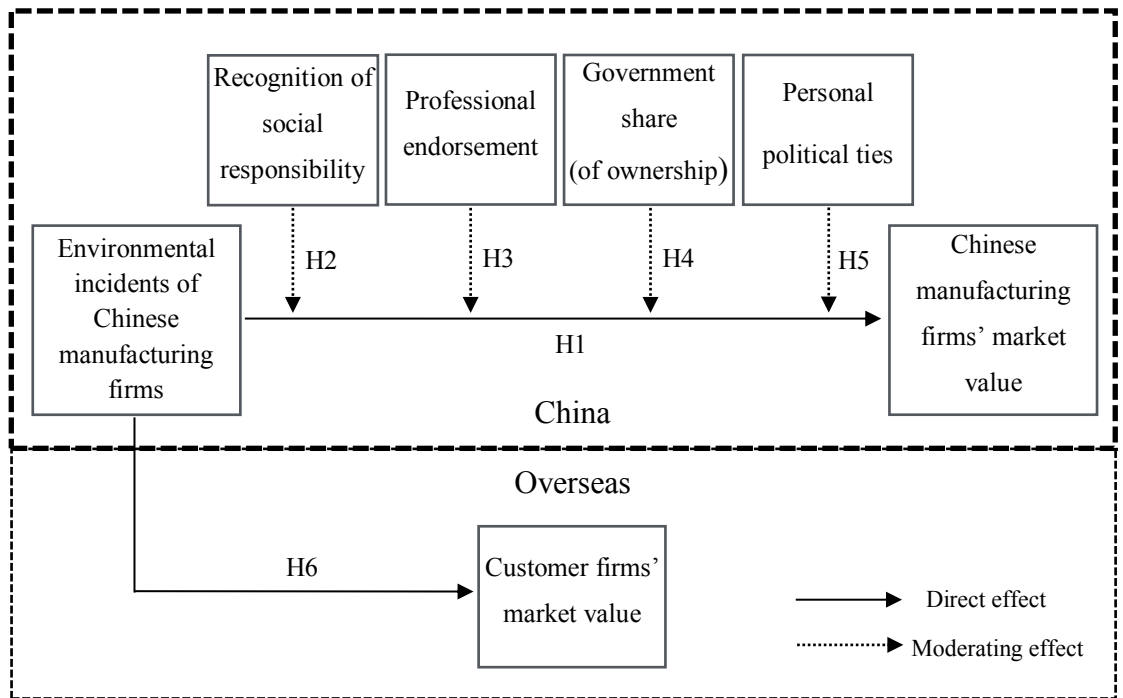 Recognition of
social
responsibility
Professional
endorsement
Government
share
(of ownership)
Personal
political ties
Environmental
incidents of
Chinese
manufacturing
firms
H2
H3
H4
H5
H1
Chinese
manufacturing
firms’ market
value
China
Overseas
H6
Customer firms’
market value
Direct effect
Moderating effect